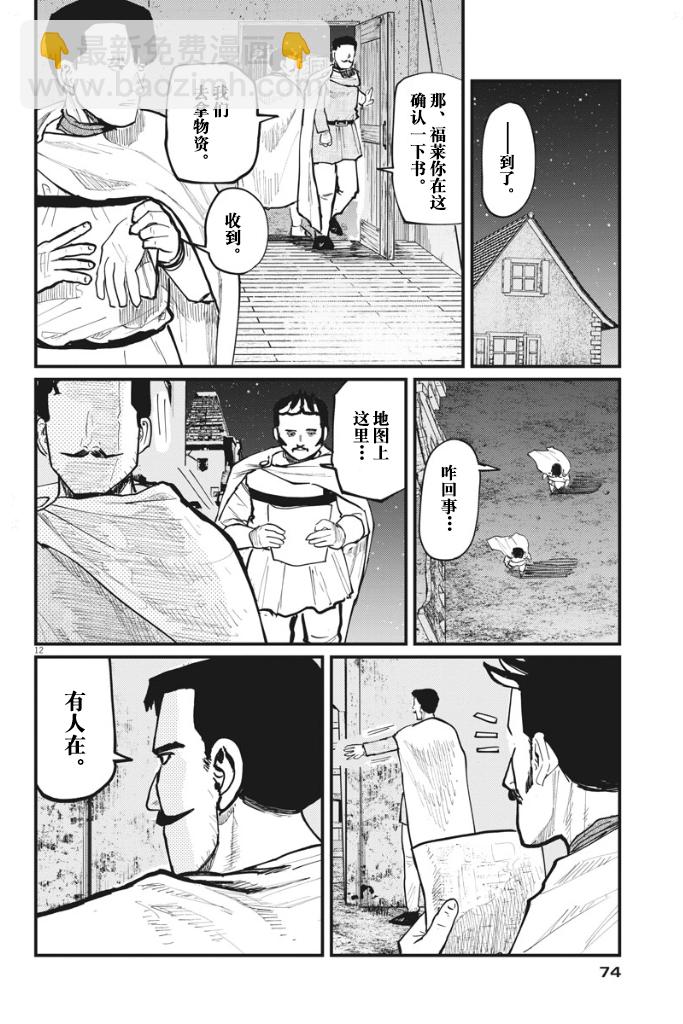 最新免费漫画
www.baozimh.com
——到了。
那、福莱你在这
确认一下书。
我们
去拿物资。
收到。
咋回事…
地图上
这里…
12
有人在。
74